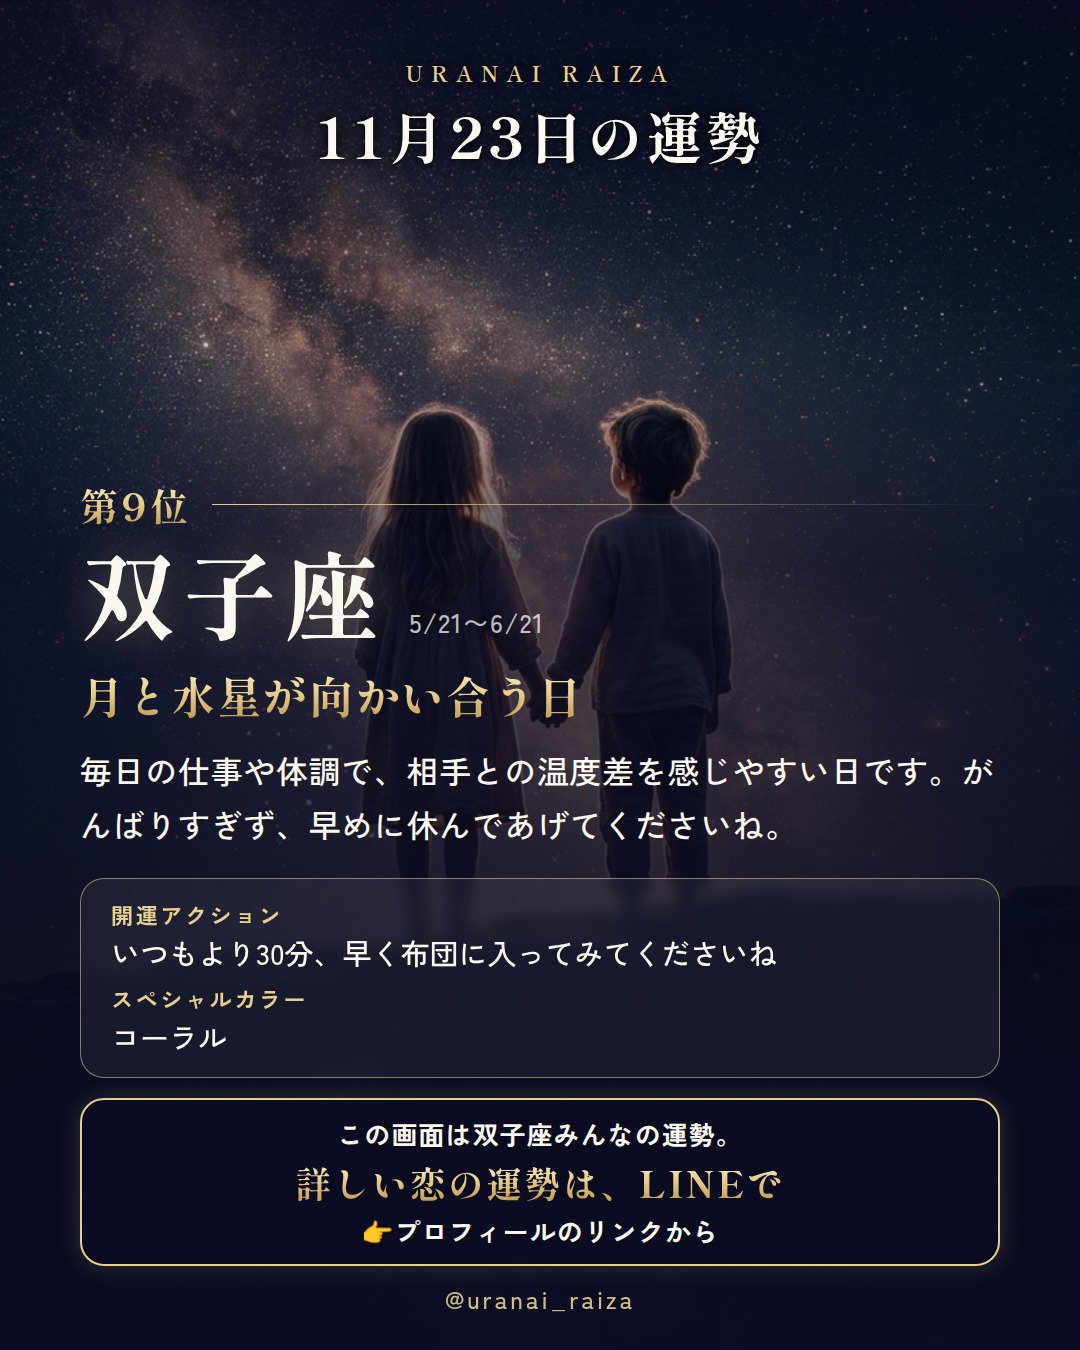 URANAI RAIZA
11月23日の運勢
第9位
双子座 5/21〜6/21
月と水星が向かい合う日
毎日の仕事や体調で、相手との温度差を感じやすい日です。が
んばりすぎず、早めに休んであげてくださいね。
開運アクション
いつもより30分、早く布団に入ってみてくださいね
スペシャルカラー
コーラル
この画面は双子座みんなの運勢。
詳しい恋の運勢は、LINEで
👉プロフィールのリンクから
@uranai_raiza